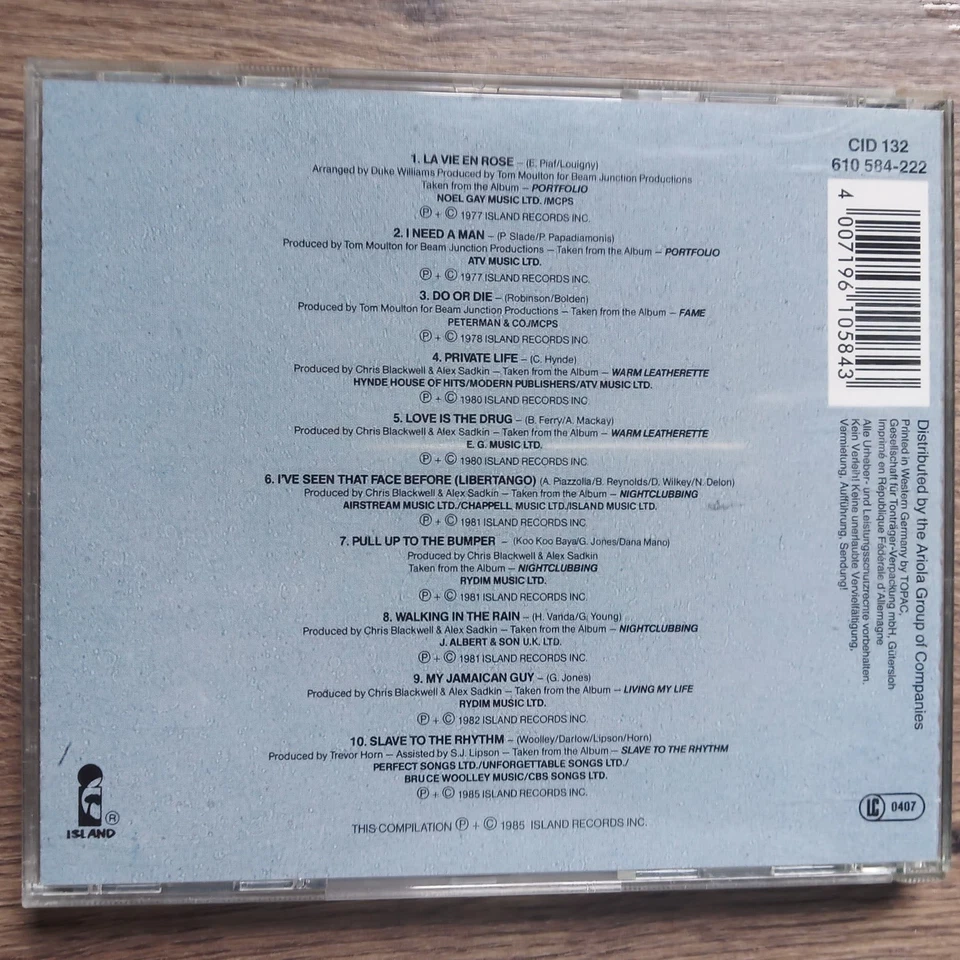 1. LA VIE EN ROSE – (E. Piaf/Louigny)
Arranged by Duke Williams Produced by Tom Moulton for Beam Junction Productions
Taken from the Album – PORTFOLIO
NOEL GAY MUSIC LTD. /MCPS
Ⓟ + © 1977 ISLAND RECORDS INC.
2. I NEED A MAN – (P. Slade/P. Papadiamonis)
Produced by Tom Moulton for Beam Junction Productions – Taken from the Album – PORTFOLIO
ATV MUSIC LTD.
Ⓟ + © 1977 ISLAND RECORDS INC.
3. DO OR DIE – (Robinson/Bolden)
Produced by Tom Moulton for Beam Junction Productions – Taken from the Album – FAME
PETERMAN & CO./MCPS
Ⓟ + © 1978 ISLAND RECORDS INC.
4. PRIVATE LIFE – (C. Hynde)
Produced by Chris Blackwell & Alex Sadkin – Taken from the Album – WARM LEATHERETTE
HYNDE HOUSE OF HITS/MODERN PUBLISHERS/ATV MUSIC LTD.
Ⓟ + © 1980 ISLAND RECORDS INC.
5. LOVE IS THE DRUG – (B. Ferry/A. Mackay)
Produced by Chris Blackwell & Alex Sadkin – Taken from the Album – WARM LEATHERETTE
E. G. MUSIC LTD.
Ⓟ + © 1980 ISLAND RECORDS INC.
6. I'VE SEEN THAT FACE BEFORE (LIBERTANGO) (A. Piazzolla/B. Reynolds/D. Wilkey/N. Delon)
Produced by Chris Blackwell & Alex Sadkin – Taken from the Album – NIGHTCLUBBING
AIRSTREAM MUSIC LTD./CHAPPELL MUSIC LTD./ISLAND MUSIC LTD.
Ⓟ + © 1981 ISLAND RECORDS INC.
7. PULL UP TO THE BUMPER – (Koo Koo Baya/G. Jones/Dana Mano)
Produced by Chris Blackwell & Alex Sadkin
Taken from the Album – NIGHTCLUBBING
RYDIM MUSIC LTD.
Ⓟ + © 1981 ISLAND RECORDS INC.
8. WALKING IN THE RAIN – (H. Vanda/G. Young)
Produced by Chris Blackwell & Alex Sadkin – Taken from the Album – NIGHTCLUBBING
J. ALBERT & SON U.K. LTD.
Ⓟ + © 1981 ISLAND RECORDS INC.
9. MY JAMAICAN GUY – (G. Jones)
Produced by Chris Blackwell & Alex Sadkin – Taken from the Album – LIVING MY LIFE
RYDIM MUSIC LTD.
Ⓟ + © 1982 ISLAND RECORDS INC.
10. SLAVE TO THE RHYTHM – (Woolley/Darlow/Lipson/Horn)
Produced by Trevor Horn – Assisted by S.J. Lipson – Taken from the Album – SLAVE TO THE RHYTHM
PERFECT SONGS LTD./UNFORGETTABLE SONGS LTD./
BRUCE WOOLLEY MUSIC/CBS SONGS LTD.
Ⓟ + © 1985 ISLAND RECORDS INC.
THIS COMPILATION Ⓟ + © 1985 ISLAND RECORDS INC.
ISLAND ®
CID 132
610 584-222
4 007196 105843
Distributed by the Ariola Group of Companies
Printed in Western Germany by TOPAC,
Gesellschaft für Tonträger-Verpackung mbH, Gütersloh
Imprimé en République Fédérale d'Allemagne
Alle Urheber- und Leistungsschutzrechte vorbehalten.
Kein Verleih! Keine unerlaubte Vervielfältigung,
Vermietung, Aufführung, Sendung!
LC 0407